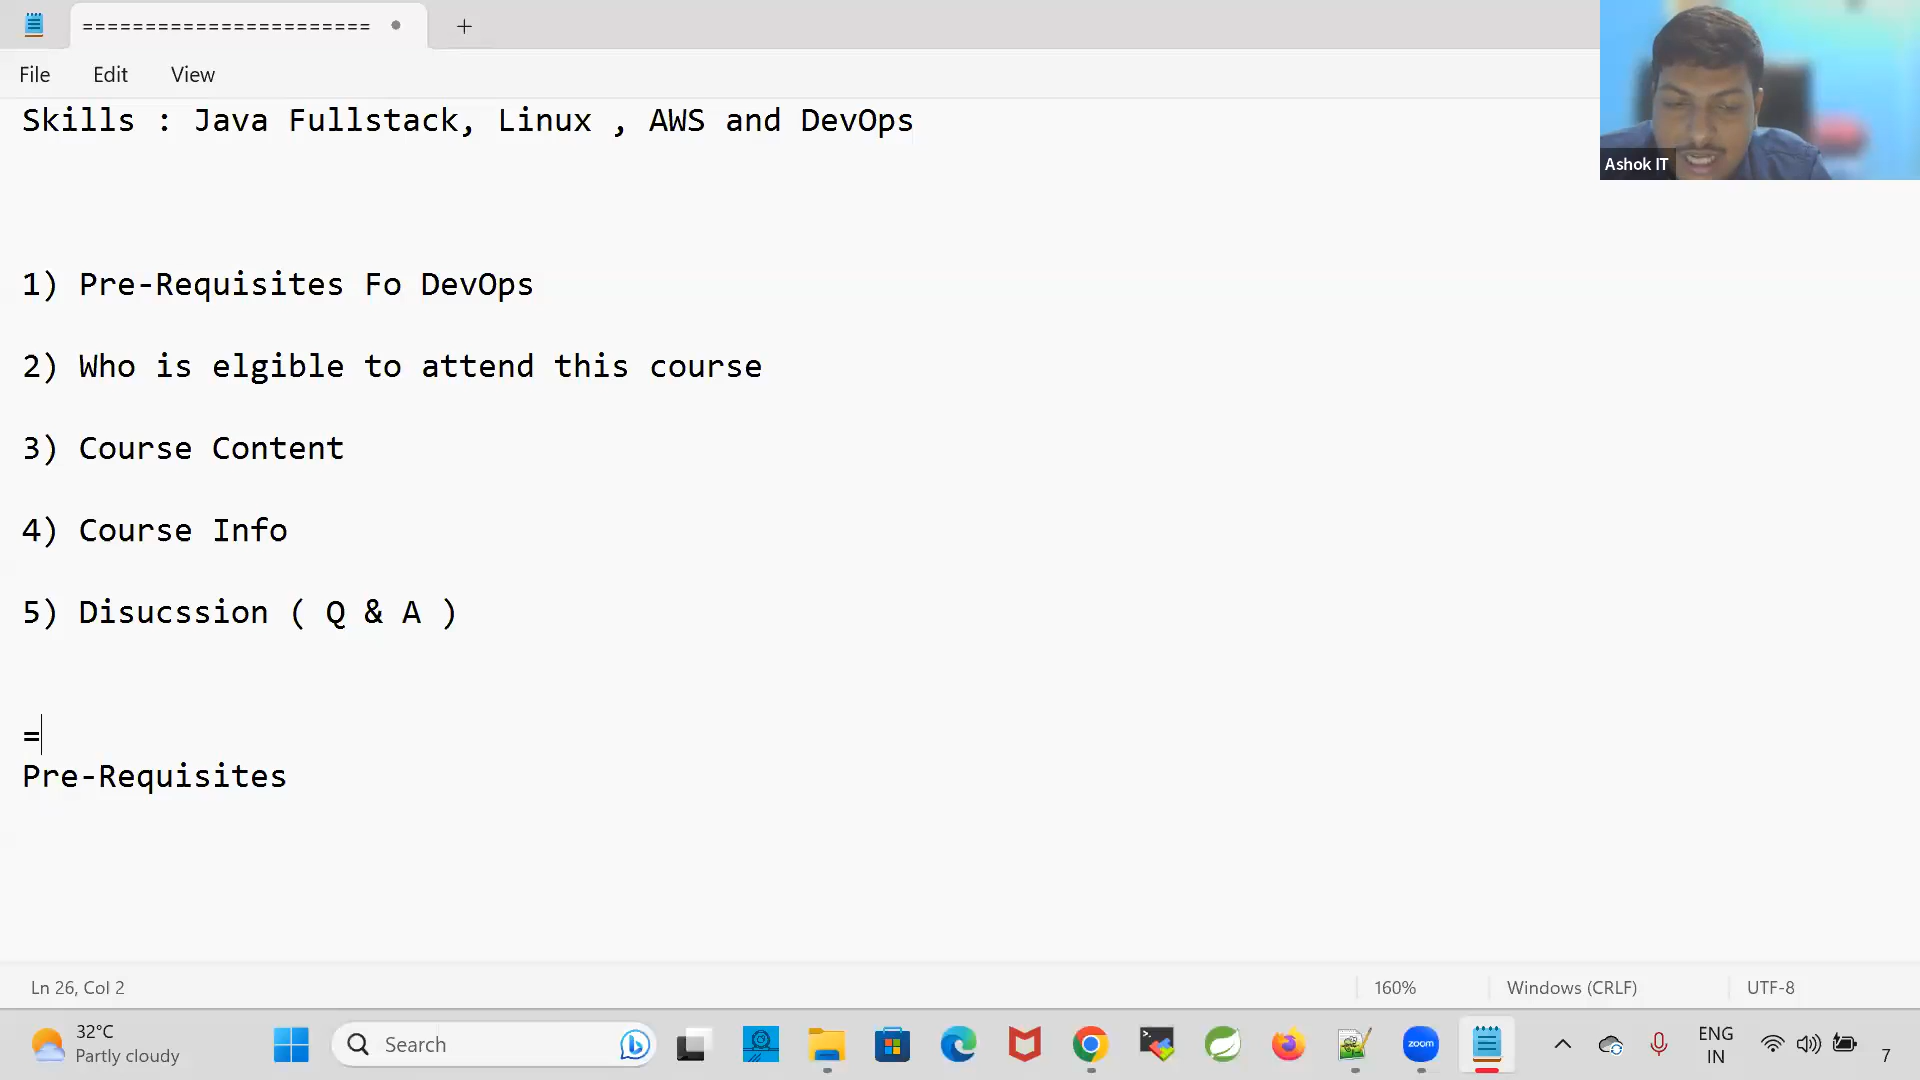 =======================
File Edit View
Skills : Java Fullstack, Linux , AWS and DevOps
Ashok IT
1) Pre-Requisites Fo DevOps
2) Who is elgible to attend this course
3) Course Content
4) Course Info
5) Disucssion ( Q & A )
=
Pre-Requisites
Ln 26, Col 2
160%
Windows (CRLF)
UTF-8
32°C
Partly cloudy
Search
zoom
ENG
IN
7